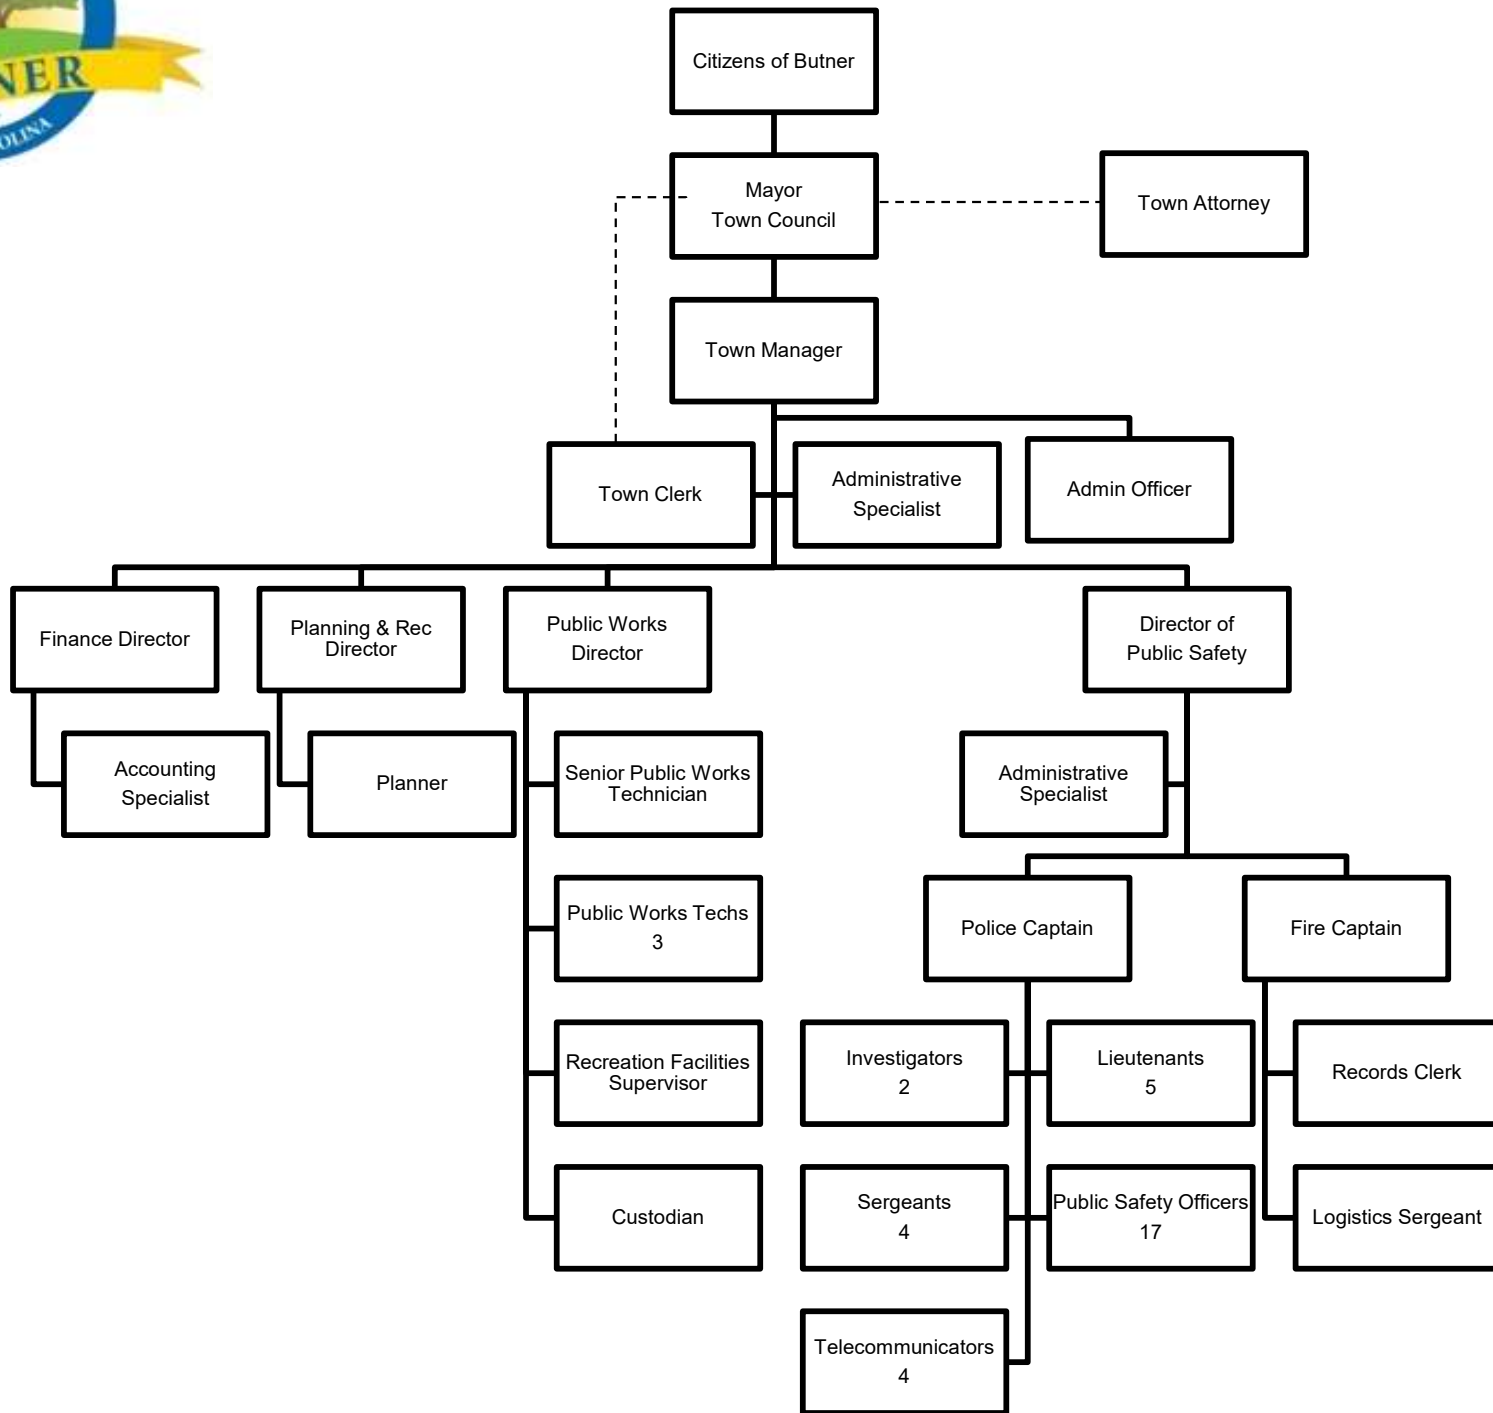 NER
OLINA
Citizens of Butner
Mayor
Town Council
Town Attorney
Town Manager
Town Clerk
Administrative
Specialist
Admin Officer
Finance Director
Planning & Rec
Director
Public Works
Director
Director of
Public Safety
Accounting
Specialist
Planner
Senior Public Works
Technician
Administrative
Specialist
Public Works Techs
3
Police Captain
Fire Captain
Recreation Facilities
Supervisor
Investigators
2
Lieutenants
5
Records Clerk
Custodian
Sergeants
4
Public Safety Officers
17
Logistics Sergeant
Telecommunicators
4